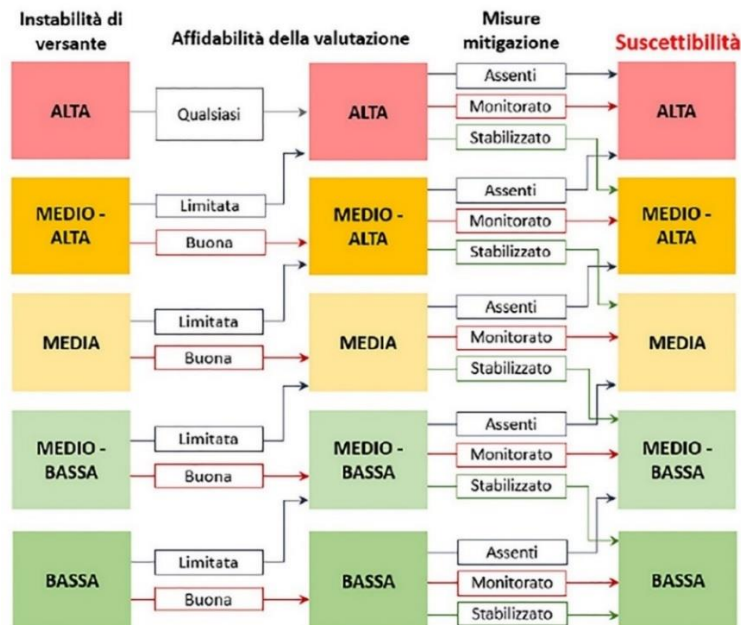 Instabilità di
versante
Affidabilità della valutazione
Misure
mitigazione
Suscettibilità
ALTA
Qualsiasi
ALTA
Assenti
Monitorato
Stabilizzato
ALTA
MEDIO -
ALTA
Limitata
Buona
MEDIO -
ALTA
Assenti
Monitorato
Stabilizzato
MEDIO -
ALTA
MEDIA
Limitata
Buona
MEDIA
Assenti
Monitorato
Stabilizzato
MEDIA
MEDIO -
BASSA
Limitata
Buona
MEDIO -
BASSA
Assenti
Monitorato
Stabilizzato
MEDIO -
BASSA
BASSA
Limitata
Buona
BASSA
Assenti
Monitorato
Stabilizzato
BASSA